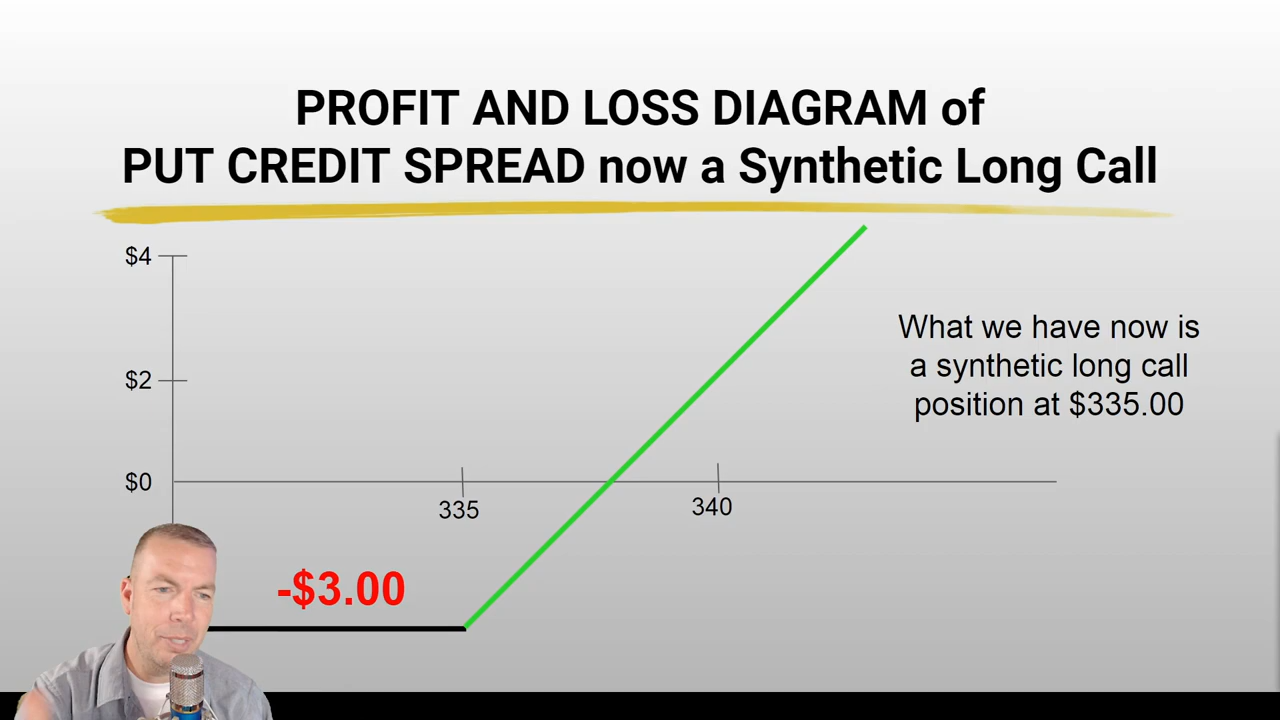 PROFIT AND LOSS DIAGRAM of
PUT CREDIT SPREAD now a Synthetic Long Call
$4
What we have now is
a synthetic long call
position at $335.00
$2
$0
335
340
-$3.00